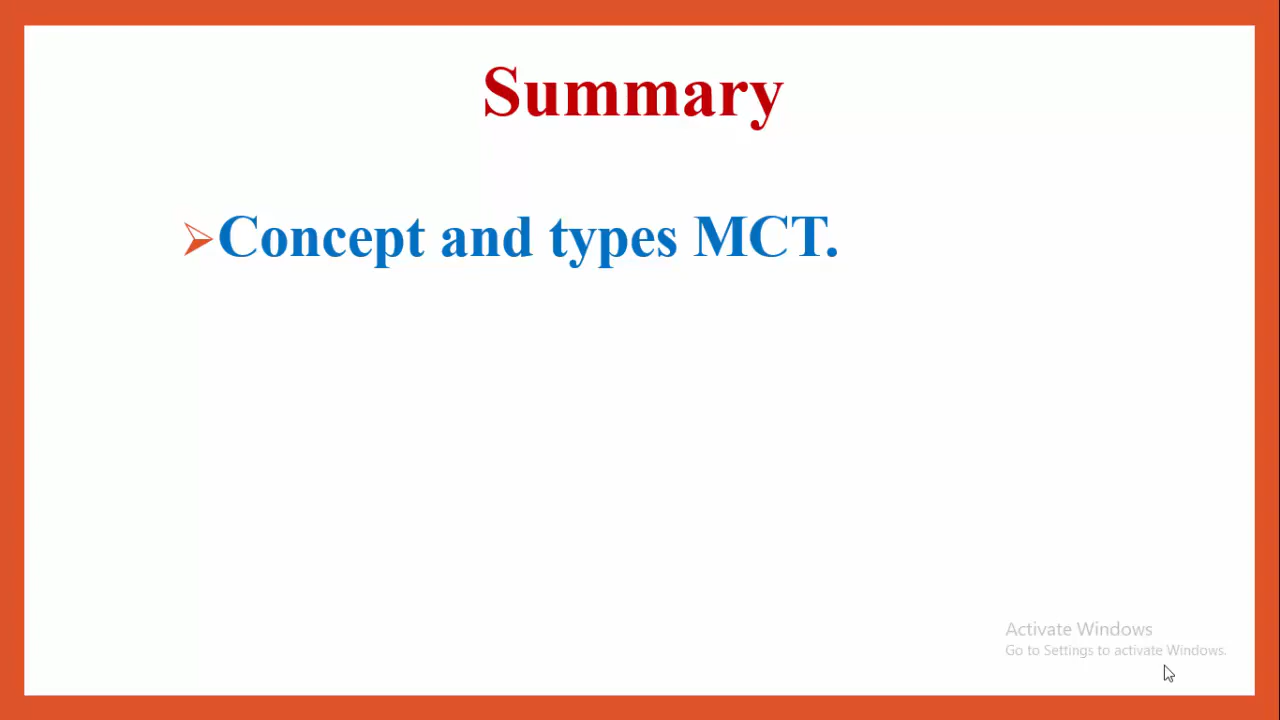 Summary
Concept and types MCT.
Activate Windows
Go to Settings to activate Windows.